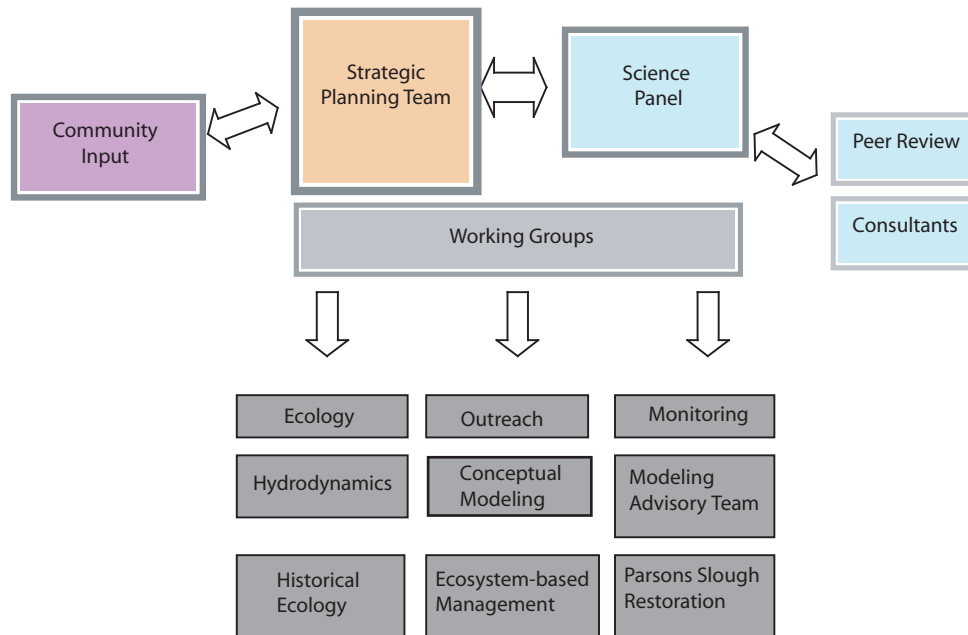 Strategic
Planning Team
Science
Panel
Community
Input
Peer Review
Consultants
Working Groups
Ecology
Outreach
Monitoring
Hydrodynamics
Conceptual
Modeling
Modeling
Advisory Team
Historical
Ecology
Ecosystem-based
Management
Parsons Slough
Restoration